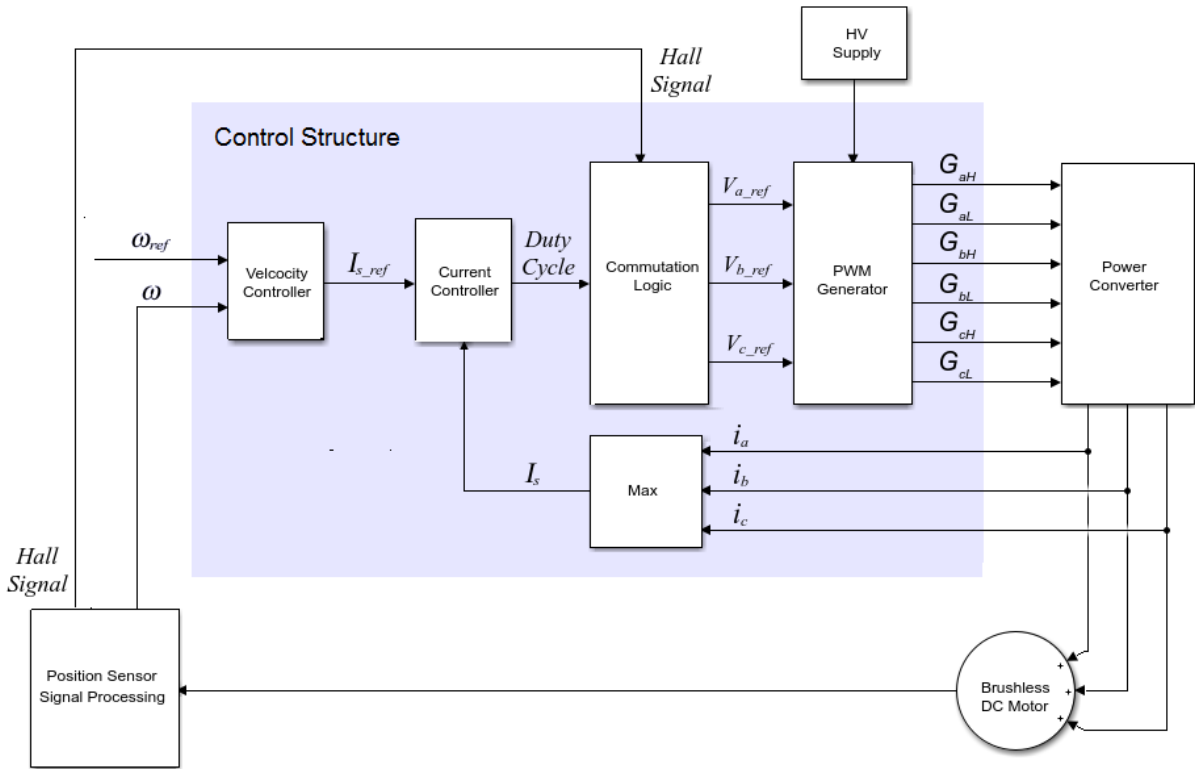 HV
Supply
Hall
Signal
Control Structure
G_aH
V_a_ref
G_aL
ω_ref
Velcocity
Controller
I_s_ref
Current
Controller
Duty
Cycle
Commutation
Logic
V_b_ref
PWM
Generator
G_bH
Power
Converter
ω
G_bL
V_c_ref
G_cH
G_cL
i_a
I_s
Max
i_b
i_c
Hall
Signal
Position Sensor
Signal Processing
Brushless
DC Motor
+
+
+